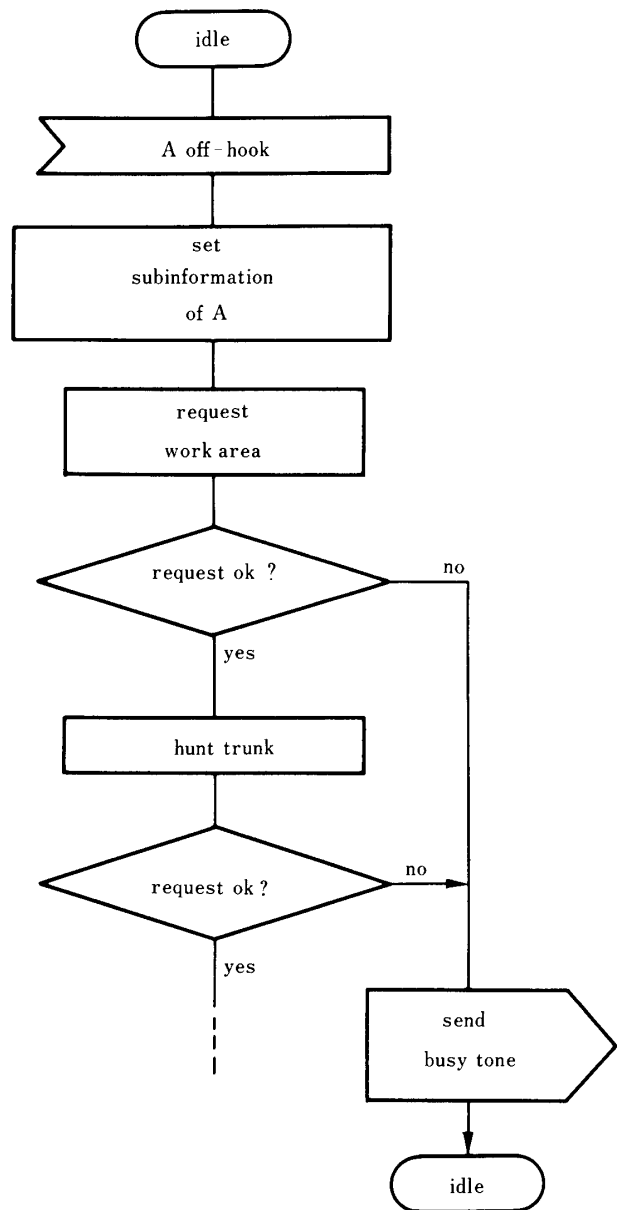 idle
A off-hook
set
subinformation
of A
request
work area
request ok ?
no
yes
hunt trunk
request ok ?
no
yes
send
busy tone
idle